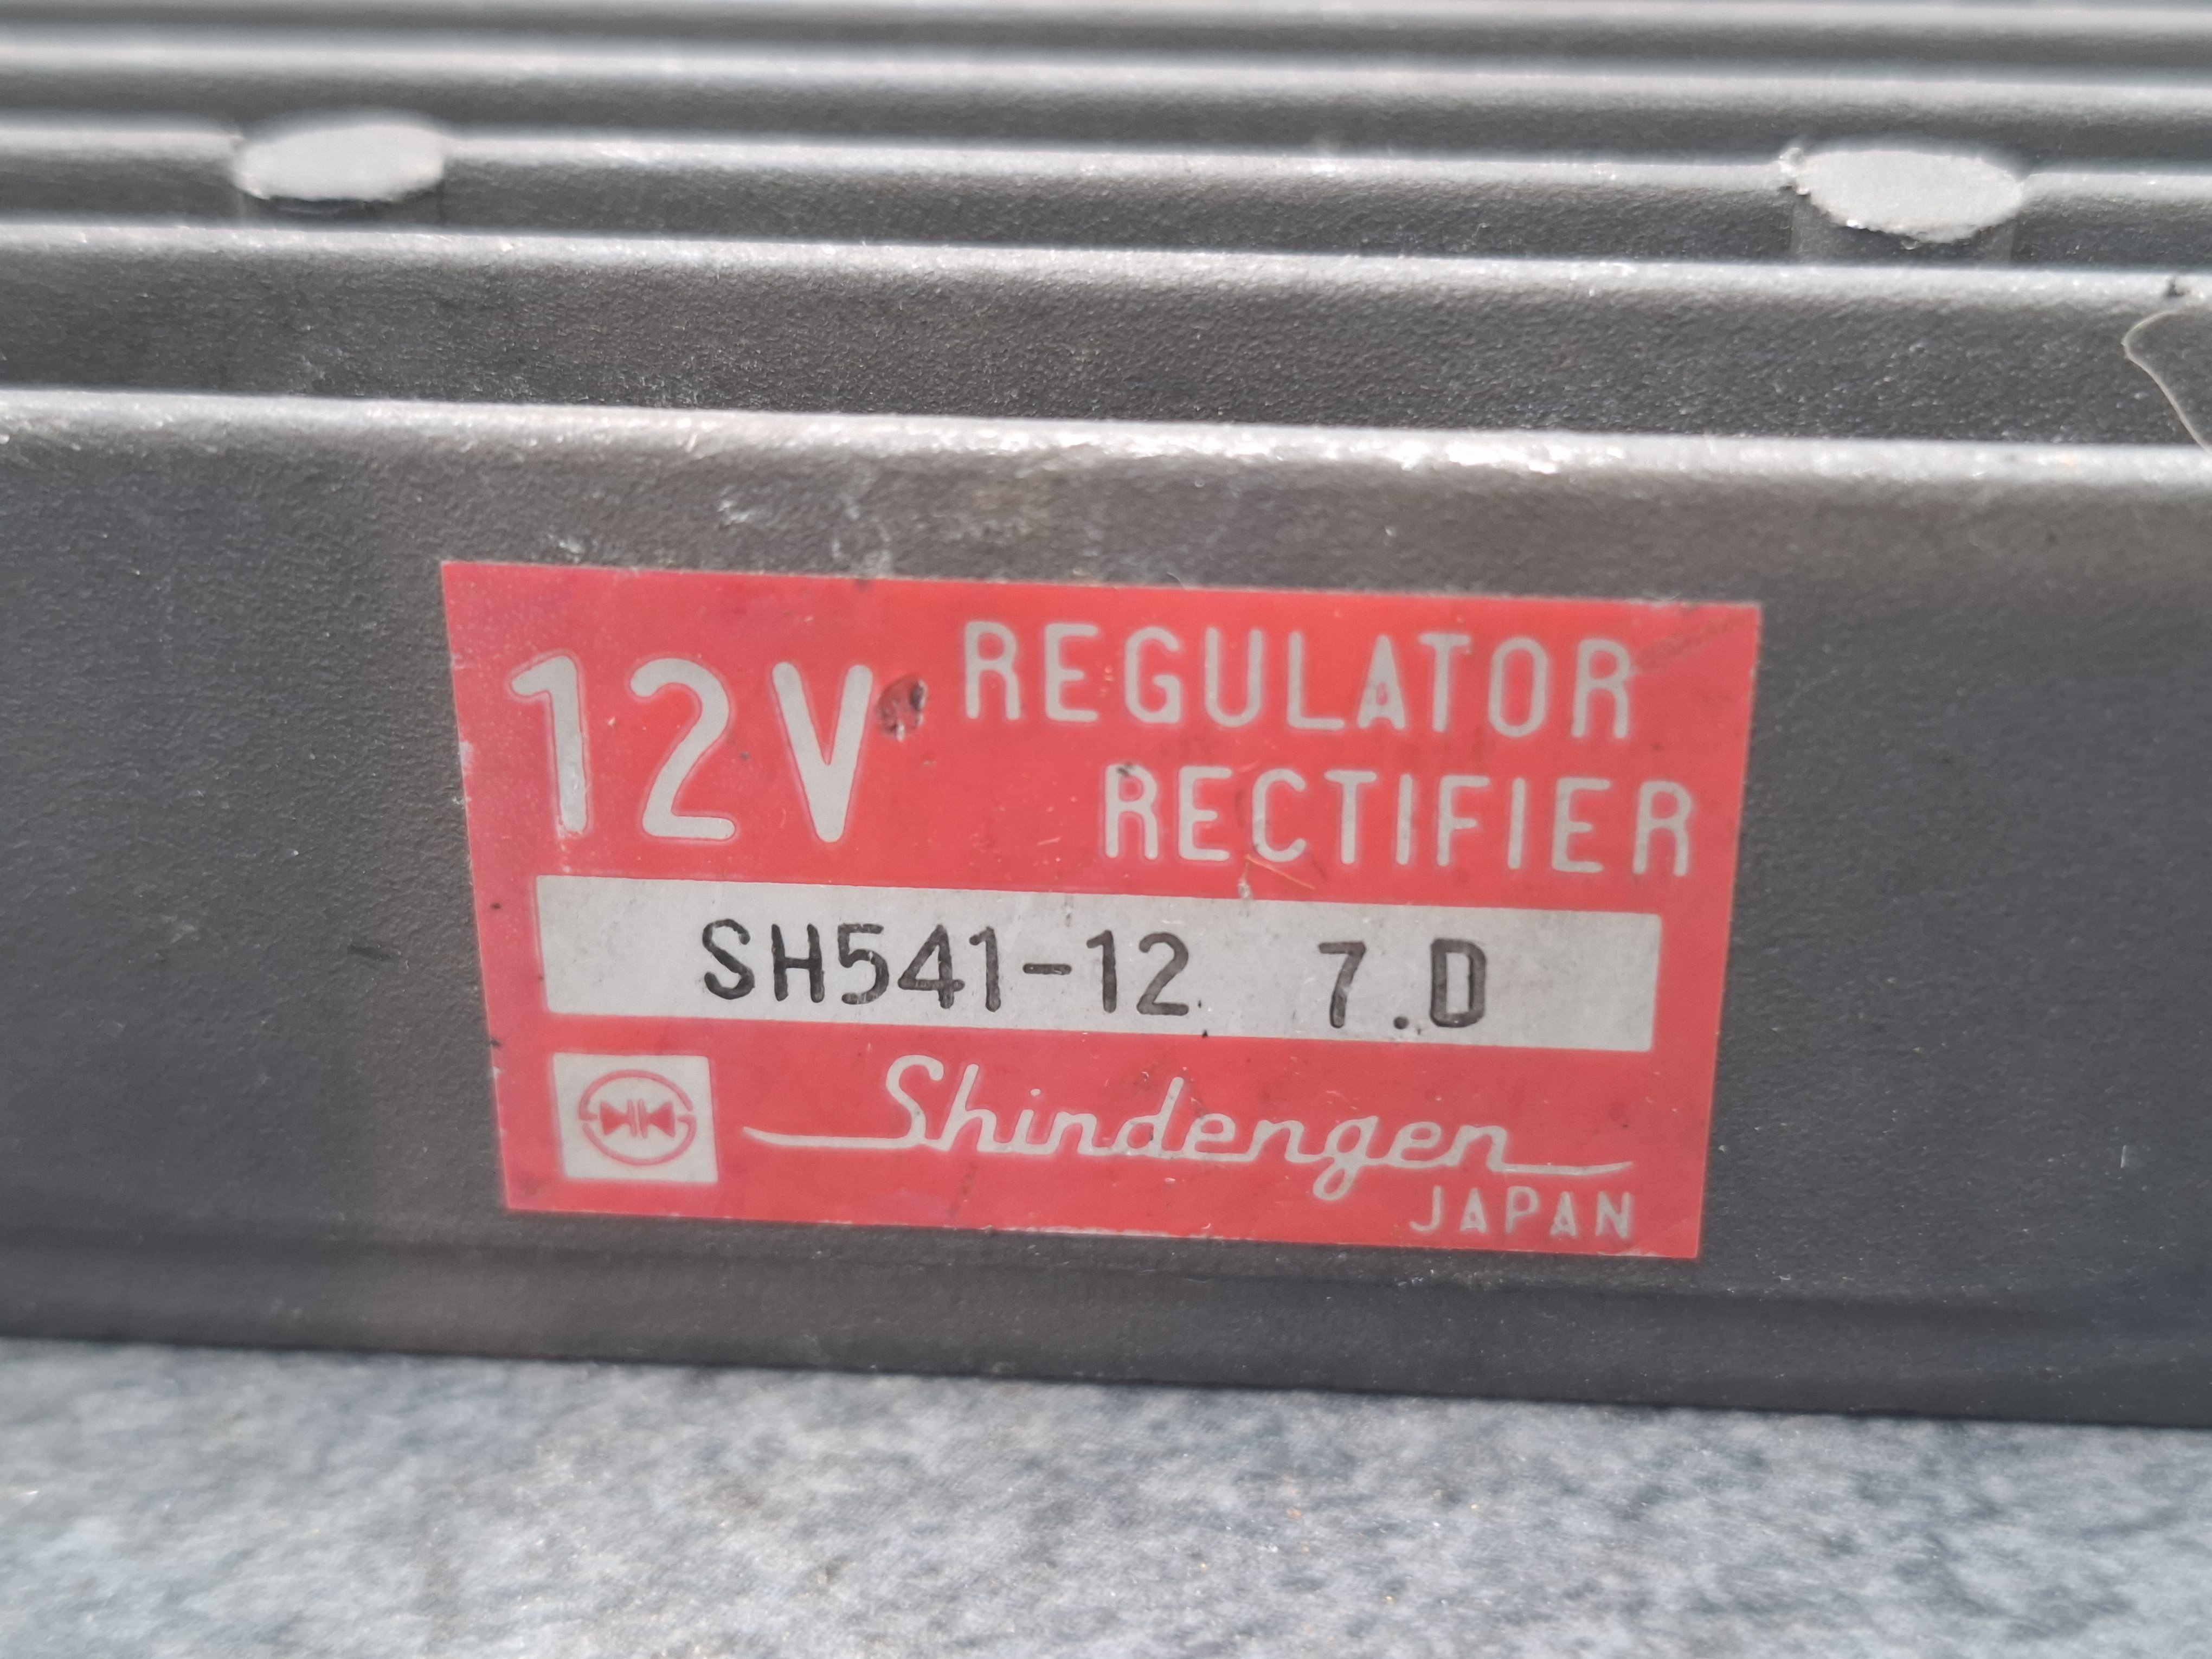 12V REGULATOR
RECTIFIER
SH541-12 7.D
Shindengen
JAPAN